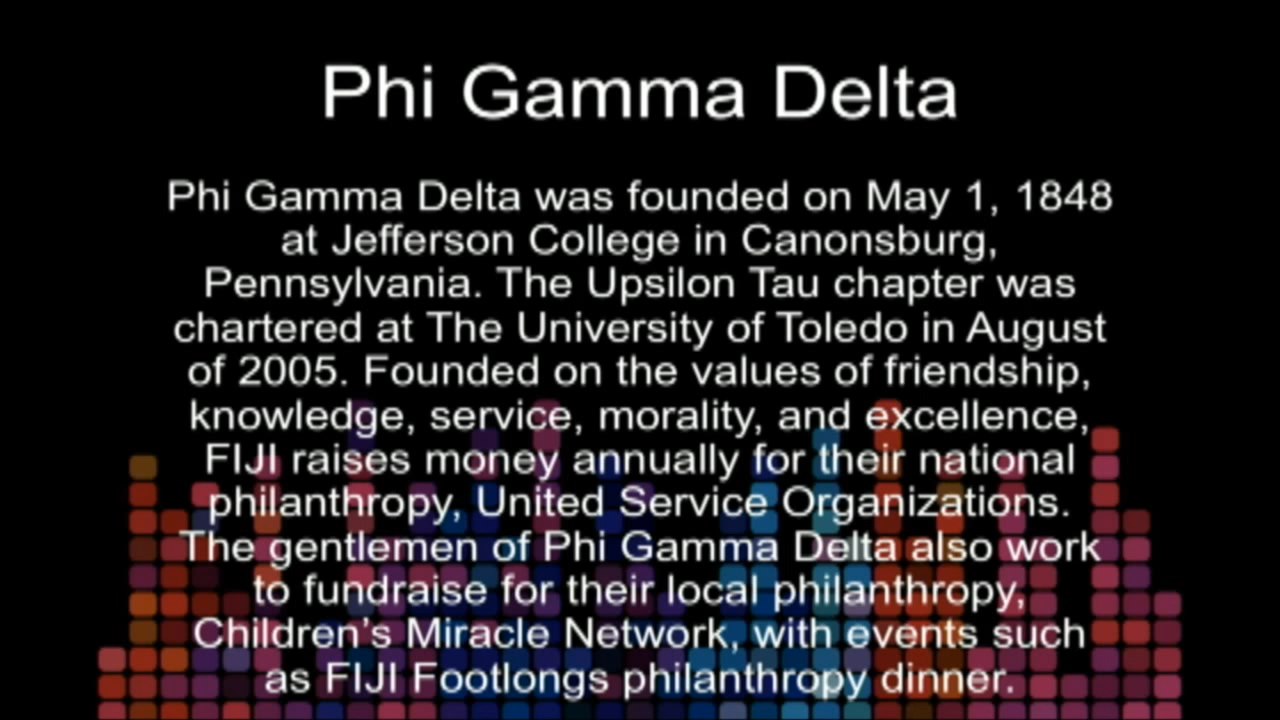 Phi Gamma Delta
Phi Gamma Delta was founded on May 1, 1848
at Jefferson College in Canonsburg,
Pennsylvania. The Upsilon Tau chapter was
chartered at The University of Toledo in August
of 2005. Founded on the values of friendship,
knowledge, service, morality, and excellence,
FIJI raises money annually for their national
philanthropy, United Service Organizations.
The gentlemen of Phi Gamma Delta also work
to fundraise for their local philanthropy,
Children’s Miracle Network, with events such
as FIJI Footlongs philanthropy dinner.